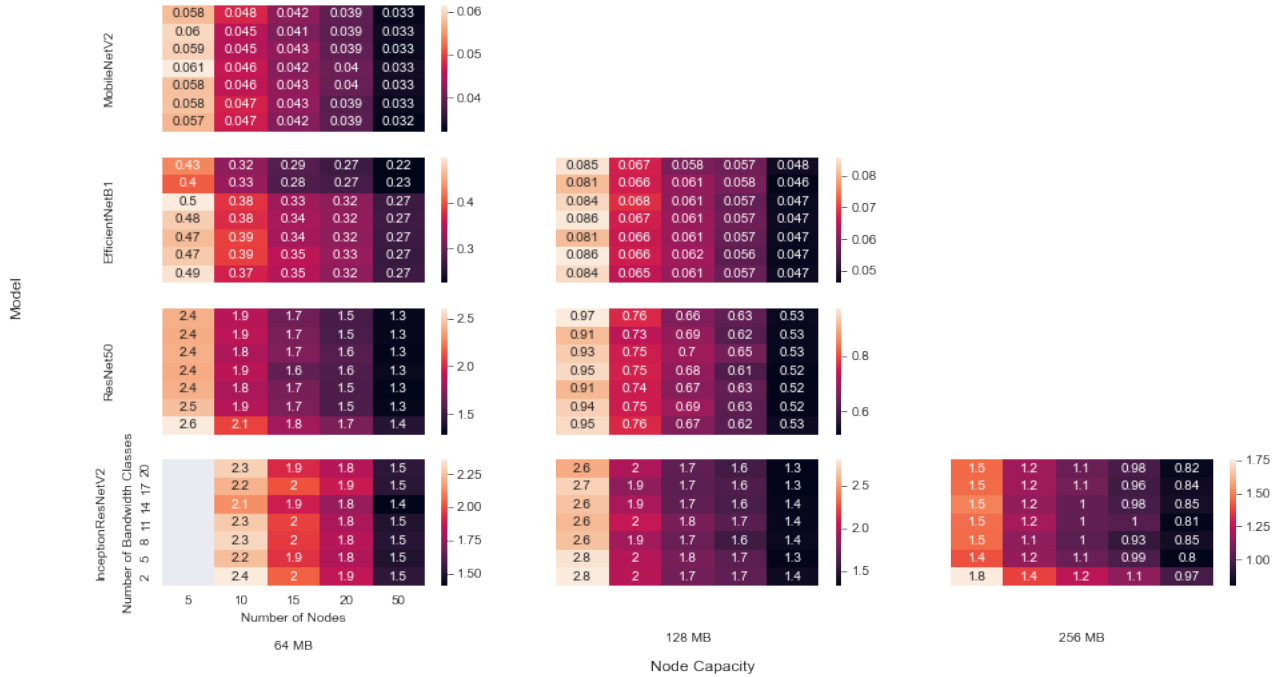 0.058 0.048 0.042 0.039 0.033 0.06
0.06 0.045 0.041 0.039 0.033
0.059 0.045 0.043 0.039 0.033
MobileNetV2 0.061 0.046 0.042 0.04 0.033
0.058 0.046 0.043 0.04 0.033 0.04
0.058 0.047 0.043 0.039 0.033
0.057 0.047 0.042 0.039 0.032
0.43 0.32 0.29 0.27 0.22 0.085 0.067 0.058 0.057 0.048
0.4 0.33 0.28 0.27 0.23 0.081 0.066 0.061 0.058 0.046 0.08
0.5 0.38 0.33 0.32 0.27 0.4 0.084 0.068 0.061 0.057 0.047
EfficientNetB1 0.48 0.38 0.34 0.32 0.27 0.086 0.067 0.061 0.057 0.047 0.07
0.47 0.39 0.34 0.32 0.27 0.081 0.066 0.061 0.057 0.047 0.06
0.47 0.39 0.35 0.33 0.27 0.3 0.086 0.066 0.062 0.056 0.047
0.49 0.37 0.35 0.32 0.27 0.084 0.065 0.061 0.057 0.047 0.05
Model
2.4 1.9 1.7 1.5 1.3 2.5 0.97 0.76 0.66 0.63 0.53
2.4 1.9 1.7 1.5 1.3 0.91 0.73 0.69 0.62 0.53
2.4 1.8 1.7 1.6 1.3 0.93 0.75 0.7 0.65 0.53 0.8
ResNet50 2.4 1.9 1.6 1.6 1.3 2.0 0.95 0.75 0.68 0.61 0.52
2.4 1.8 1.7 1.5 1.3 0.91 0.74 0.67 0.63 0.52
2.5 1.9 1.7 1.5 1.3 1.5 0.94 0.75 0.69 0.63 0.52 0.6
2.6 2.1 1.8 1.7 1.4 0.95 0.76 0.67 0.62 0.53
InceptionResNetV2
Number of Bandwidth Classes
20 2.3 1.9 1.8 1.5 2.25 2.6 2 1.7 1.6 1.3 1.5 1.2 1.1 0.98 0.82 1.75
17 2.2 2 1.9 1.5 2.7 1.9 1.7 1.6 1.3 2.5 1.5 1.2 1.1 0.96 0.84
14 2.1 1.9 1.8 1.4 2.00 2.6 1.9 1.7 1.6 1.4 1.5 1.2 1 0.98 0.85 1.50
11 2.3 2 1.8 1.5 2.6 2 1.8 1.7 1.4 2.0 1.5 1.2 1 1 0.81 1.25
8 2.3 2 1.8 1.5 1.75 2.6 1.9 1.7 1.6 1.4 1.5 1.1 1 0.93 0.85
5 2.2 1.9 1.8 1.5 2.8 2 1.8 1.7 1.3 1.4 1.2 1.1 0.99 0.8 1.00
2 2.4 2 1.9 1.5 1.50 2.8 2 1.7 1.7 1.4 1.5 1.8 1.4 1.2 1.1 0.97
5 10 15 20 50
Number of Nodes
64 MB 128 MB 256 MB
Node Capacity